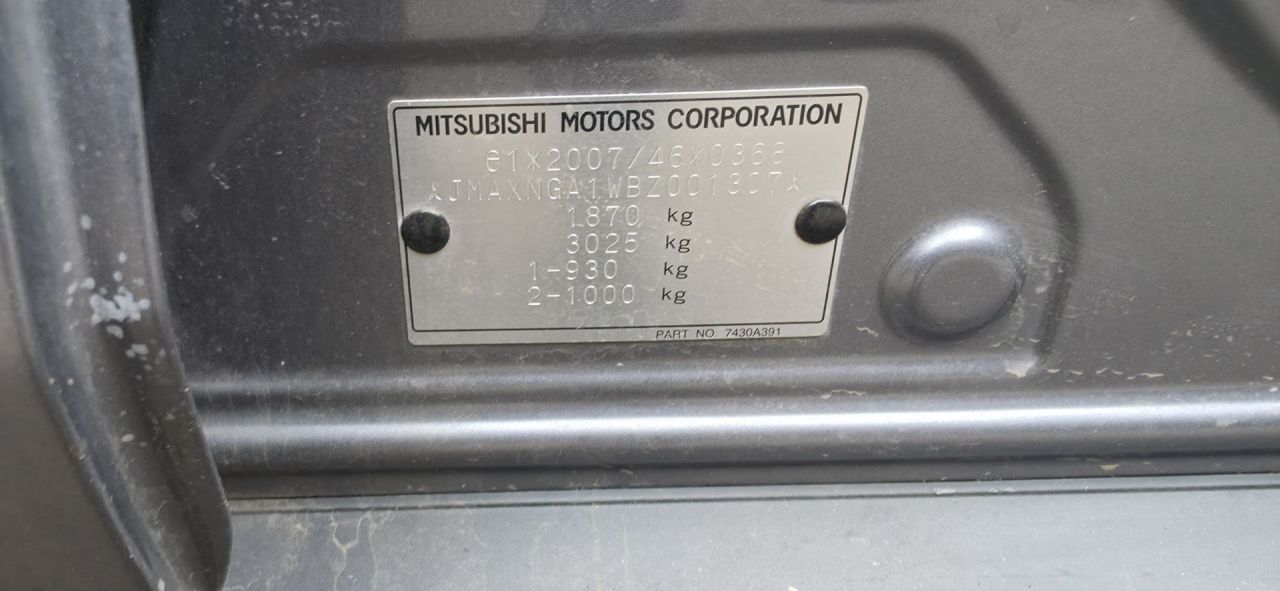 MITSUBISHI MOTORS CORPORATION
e1*2007/46*0368
*JMAXNGA1WBZ001307*
1870 kg
3025 kg
1-930 kg
2-1000 kg
PART NO. 7430A391